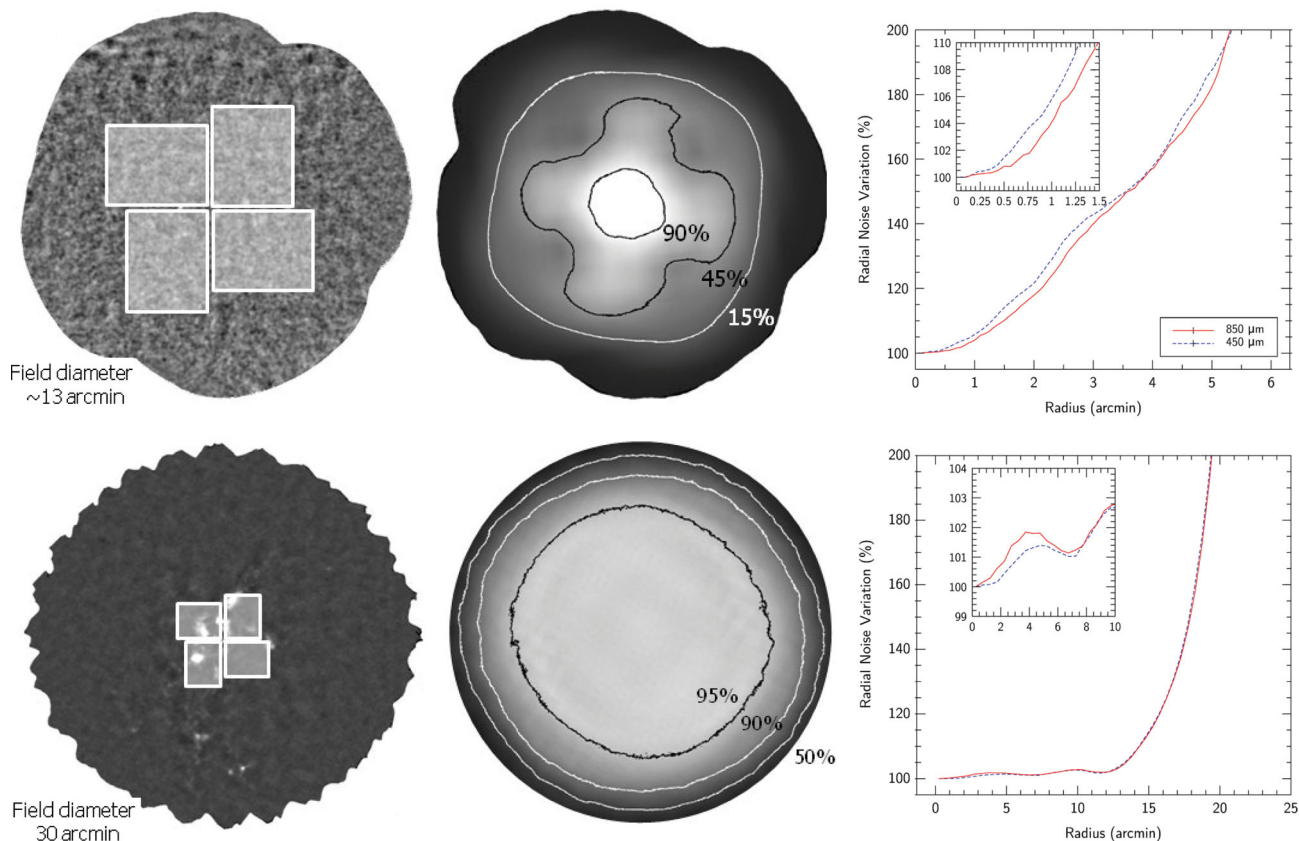 Field diameter
~13 arcmin
90%
45%
15%
200
180
160
140
120
100
Radial Noise Variation (%)
110
108
106
104
102
100
0 0.25 0.5 0.75 1 1.25 1.5
850 µm
450 µm
0 1 2 3 4 5 6
Radius (arcmin)
Field diameter
30 arcmin
95%
90%
50%
200
180
160
140
120
100
Radial Noise Variation (%)
104
103
102
101
100
99
0 2 4 6 8 10
0 5 10 15 20 25
Radius (arcmin)